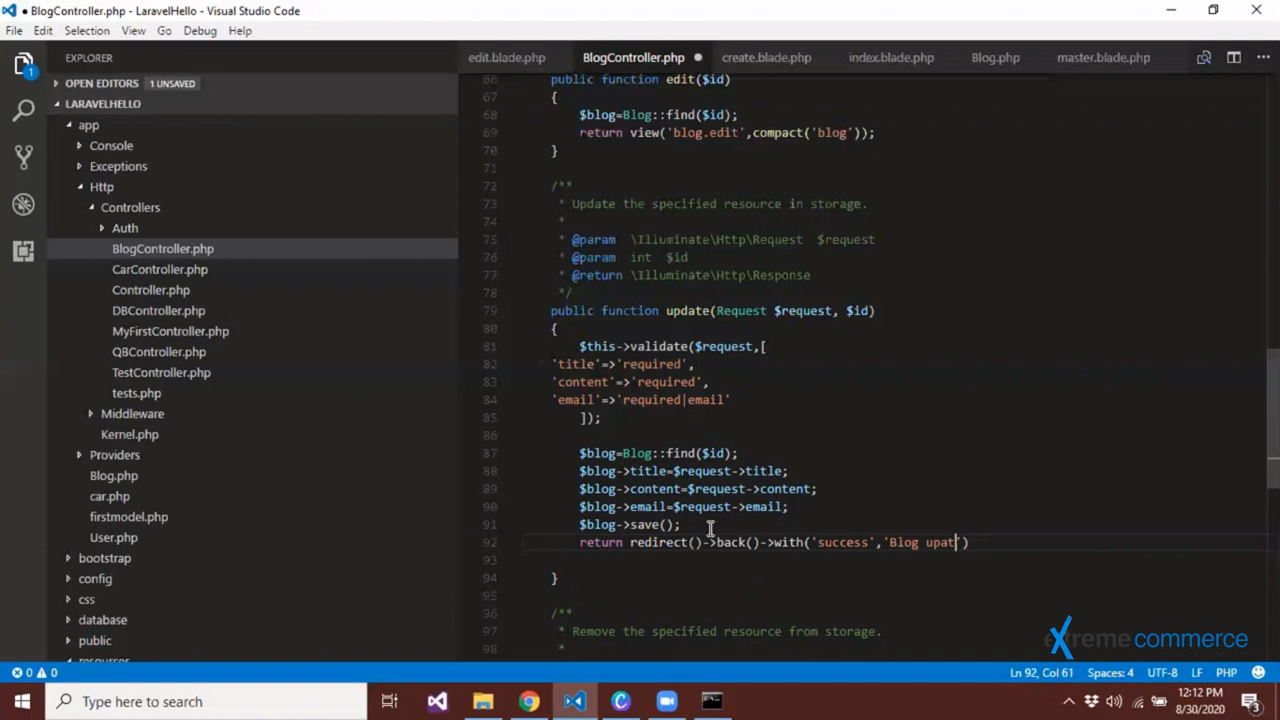 BlogController.php - LaravelHello - Visual Studio Code
File Edit Selection View Go Debug Help
EXPLORER
edit.blade.php BlogController.php create.blade.php index.blade.php Blog.php master.blade.php
OPEN EDITORS 1 UNSAVED
LARAVELHELLO
app
Console
Exceptions
Http
Controllers
Auth
BlogController.php
CarController.php
Controller.php
DBController.php
MyFirstController.php
QBController.php
TestController.php
tests.php
Middleware
Kernel.php
Providers
Blog.php
car.php
firstmodel.php
User.php
bootstrap
config
css
database
public
resources
66 public function edit($id)
67 {
68 $blog=Blog::find($id);
69 return view('blog.edit',compact('blog'));
70 }
71
72 /**
73 * Update the specified resource in storage.
74 *
75 * @param \Illuminate\Http\Request $request
76 * @param int $id
77 * @return \Illuminate\Http\Response
78 */
79 public function update(Request $request, $id)
80 {
81 $this->validate($request,[
82 'title'=>'required',
83 'content'=>'required',
84 'email'=>'required|email'
85 ]);
86
87 $blog=Blog::find($id);
88 $blog->title=$request->title;
89 $blog->content=$request->content;
90 $blog->email=$request->email;
91 $blog->save();
92 return redirect()->back()->with('success','Blog upat')
93
94 }
95
96 /**
97 * Remove the specified resource from storage.
98 *
extreme commerce
0 0 Ln 92, Col 61 Spaces: 4 UTF-8 LF PHP
Type here to search
12:12 PM
8/30/2020
1
3